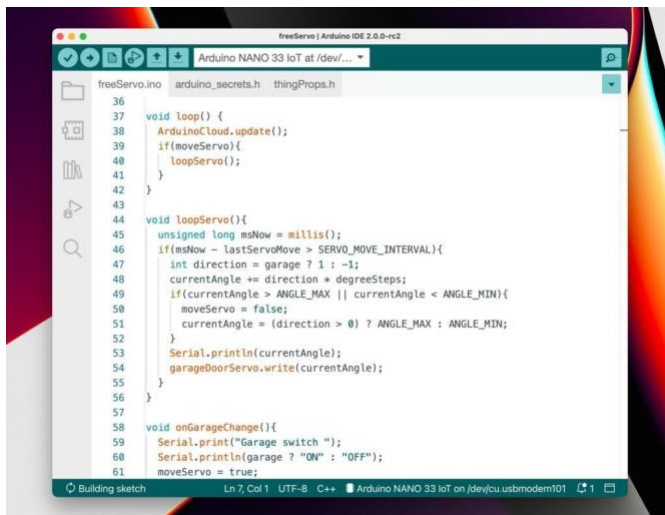 freeServo | Arduino IDE 2.0.0-rc2
Arduino NANO 33 IoT at /dev/...
freeServo.ino arduino_secrets.h thingProps.h
36
37 void loop() {
38 ArduinoCloud.update();
39 if(moveServo){
40 loopServo();
41 }
42 }
43
44 void loopServo(){
45 unsigned long msNow = millis();
46 if(msNow - lastServoMove > SERVO_MOVE_INTERVAL){
47 int direction = garage ? 1 : -1;
48 currentAngle += direction * degreeSteps;
49 if(currentAngle > ANGLE_MAX || currentAngle < ANGLE_MIN){
50 moveServo = false;
51 currentAngle = (direction > 0) ? ANGLE_MAX : ANGLE_MIN;
52 }
53 Serial.println(currentAngle);
54 garageDoorServo.write(currentAngle);
55 }
56 }
57
58 void onGarageChange(){
59 Serial.print("Garage switch ");
60 Serial.println(garage ? "ON" : "OFF");
61 moveServo = true;
Building sketch Ln 7, Col 1 UTF-8 C++ Arduino NANO 33 IoT on /dev/cu.usbmodem101 1